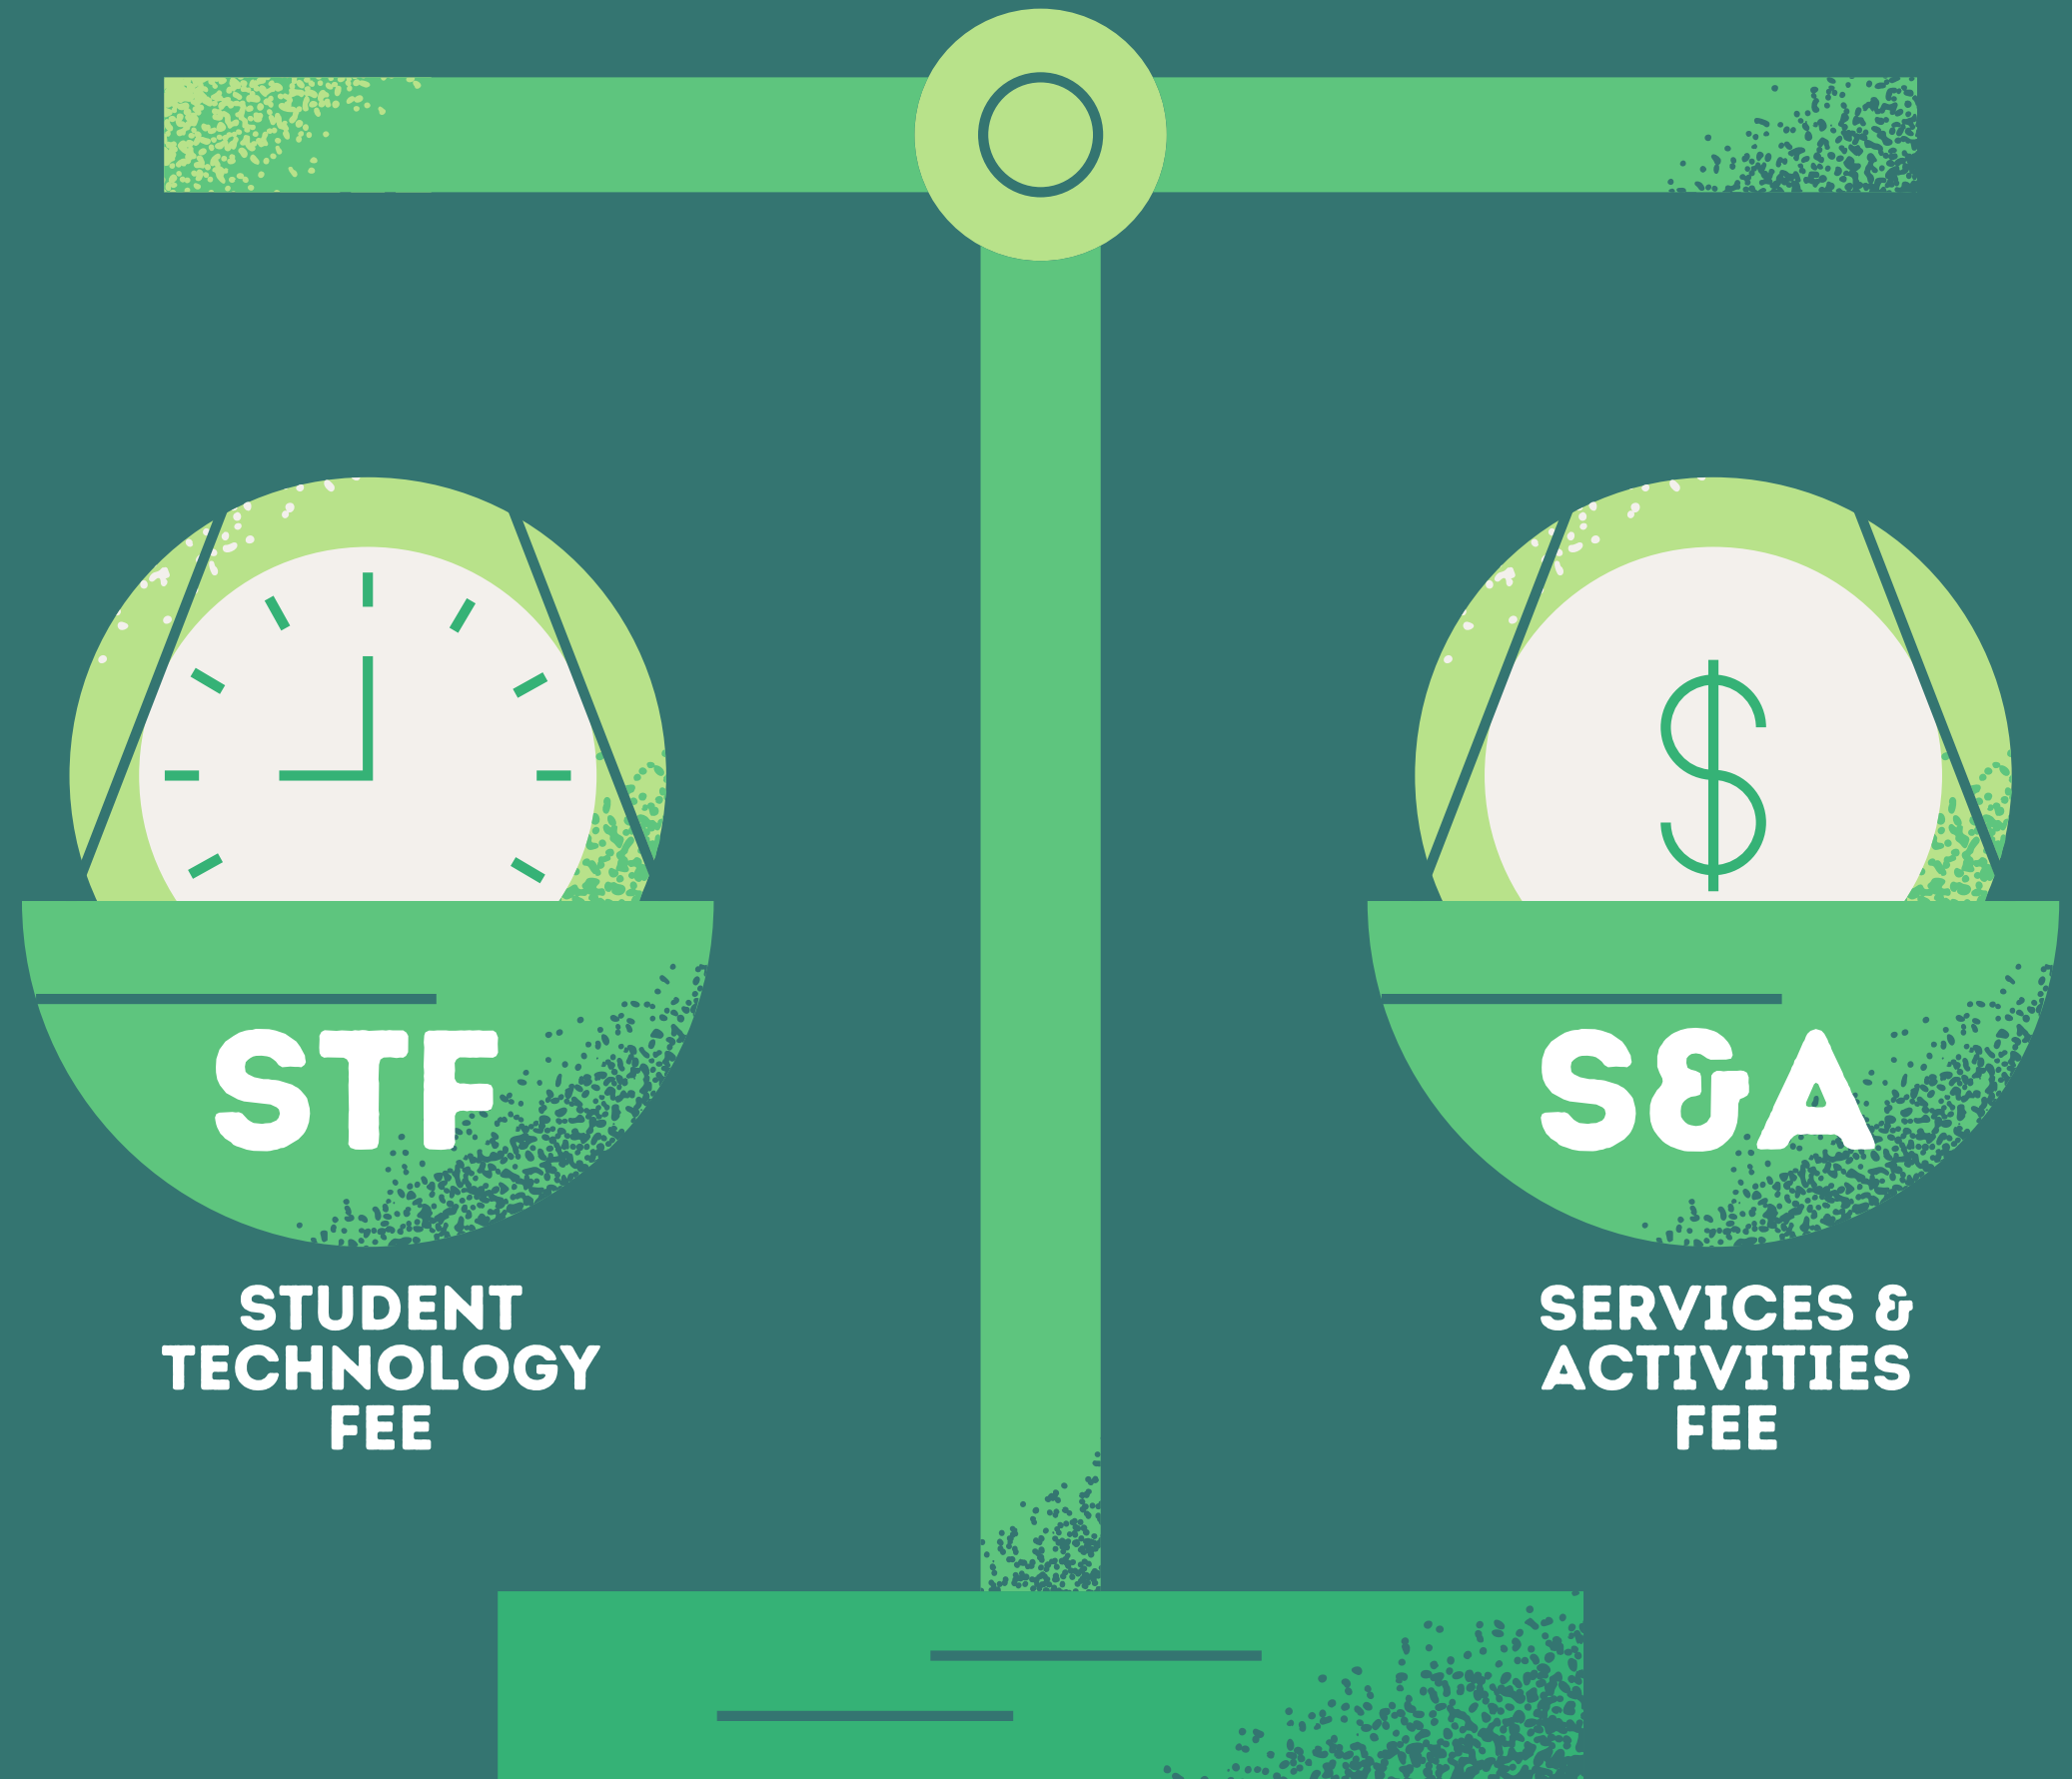 STF
STUDENT
TECHNOLOGY
FEE
$
S&A
SERVICES &
ACTIVITIES
FEE